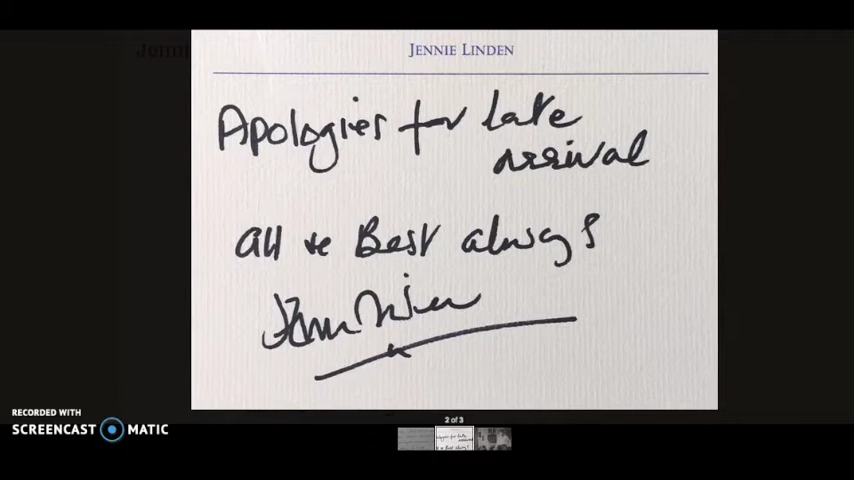 JENNIE LINDEN
Apologies for late
arrival
All the Best always
RECORDED WITH
SCREENCAST MATIC
2 of 3